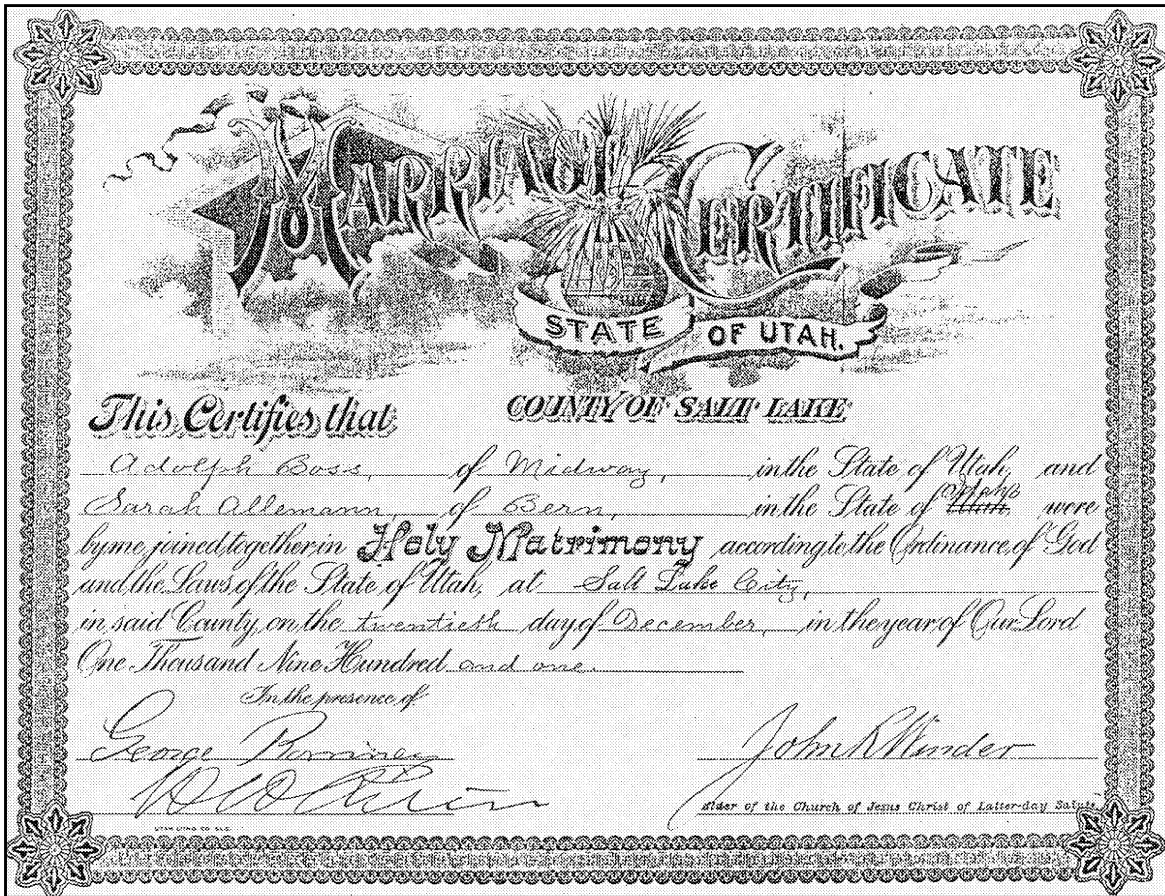 MARRIAGE CERTIFICATE
STATE OF UTAH.
This Certifies that COUNTY OF SALT LAKE
Adolph Boss, of Midway, in the State of Utah, and
Sarah Allemann, of Bern, in the State of Utah were
by me joined together in Holy Matrimony according to the Ordinance of God
and the Laws of the State of Utah, at Salt Lake City,
in said County, on the twentieth day of December, in the year of Our Lord
One Thousand Nine Hundred and one.
In the presence of
George Romney
John R Winder
Elder of the Church of Jesus Christ of Latter-day Saints.
UTAH LITHO CO. SLC.